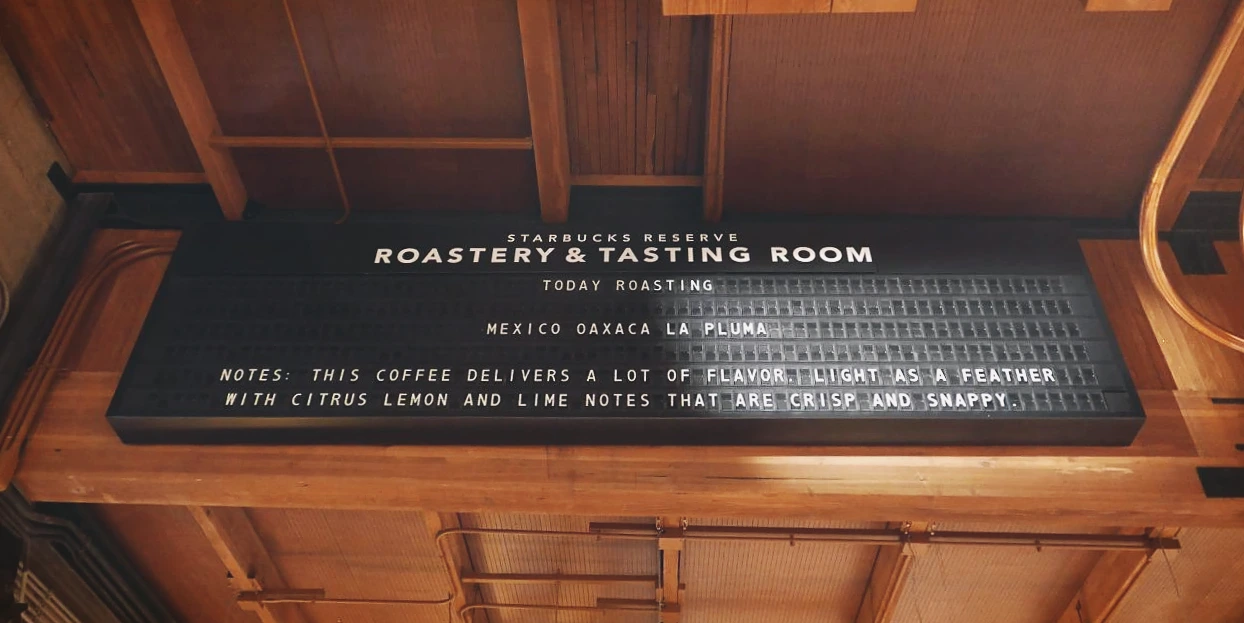 STARBUCKS RESERVE
ROASTERY & TASTING ROOM
TODAY ROASTING
MEXICO OAXACA LA PLUMA
NOTES: THIS COFFEE DELIVERS A LOT OF FLAVOR. LIGHT AS A FEATHER
WITH CITRUS LEMON AND LIME NOTES THAT ARE CRISP AND SNAPPY.